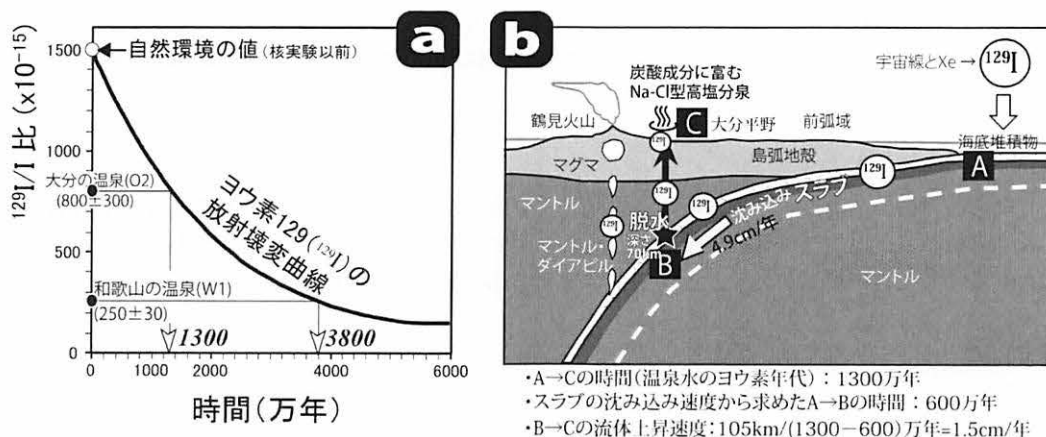 a
1500
自然環境の値(核実験以前)
1000
大分の温泉(O2)
(800±300)
500
和歌山の温泉(W1)
(250±30)
0
¹²⁹I/I 比 (x10⁻¹⁵)
ヨウ素129(¹²⁹I)の
放射壊変曲線
1300
3800
0 1000 2000 3000 4000 5000 6000
時間(万年)
b
宇宙線とXe→
¹²⁹I
炭酸成分に富む
Na-Cl型高塩分泉
鶴見火山
C
大分平野
前弧域
海底堆積物
A
¹²⁹I
マグマ
島弧地殻
¹²⁹I
マントル
¹²⁹I
¹²⁹I
¹²⁹I
脱水
深さ
70km
B
沈み込みスラブ
4.9cm/年
マントル・
ダイアピル
マントル
・A→Cの時間(温泉水のヨウ素年代)：1300万年
・スラブの沈み込み速度から求めたA→Bの時間：600万年
・B→Cの流体上昇速度：105km/(1300−600)万年=1.5cm/年